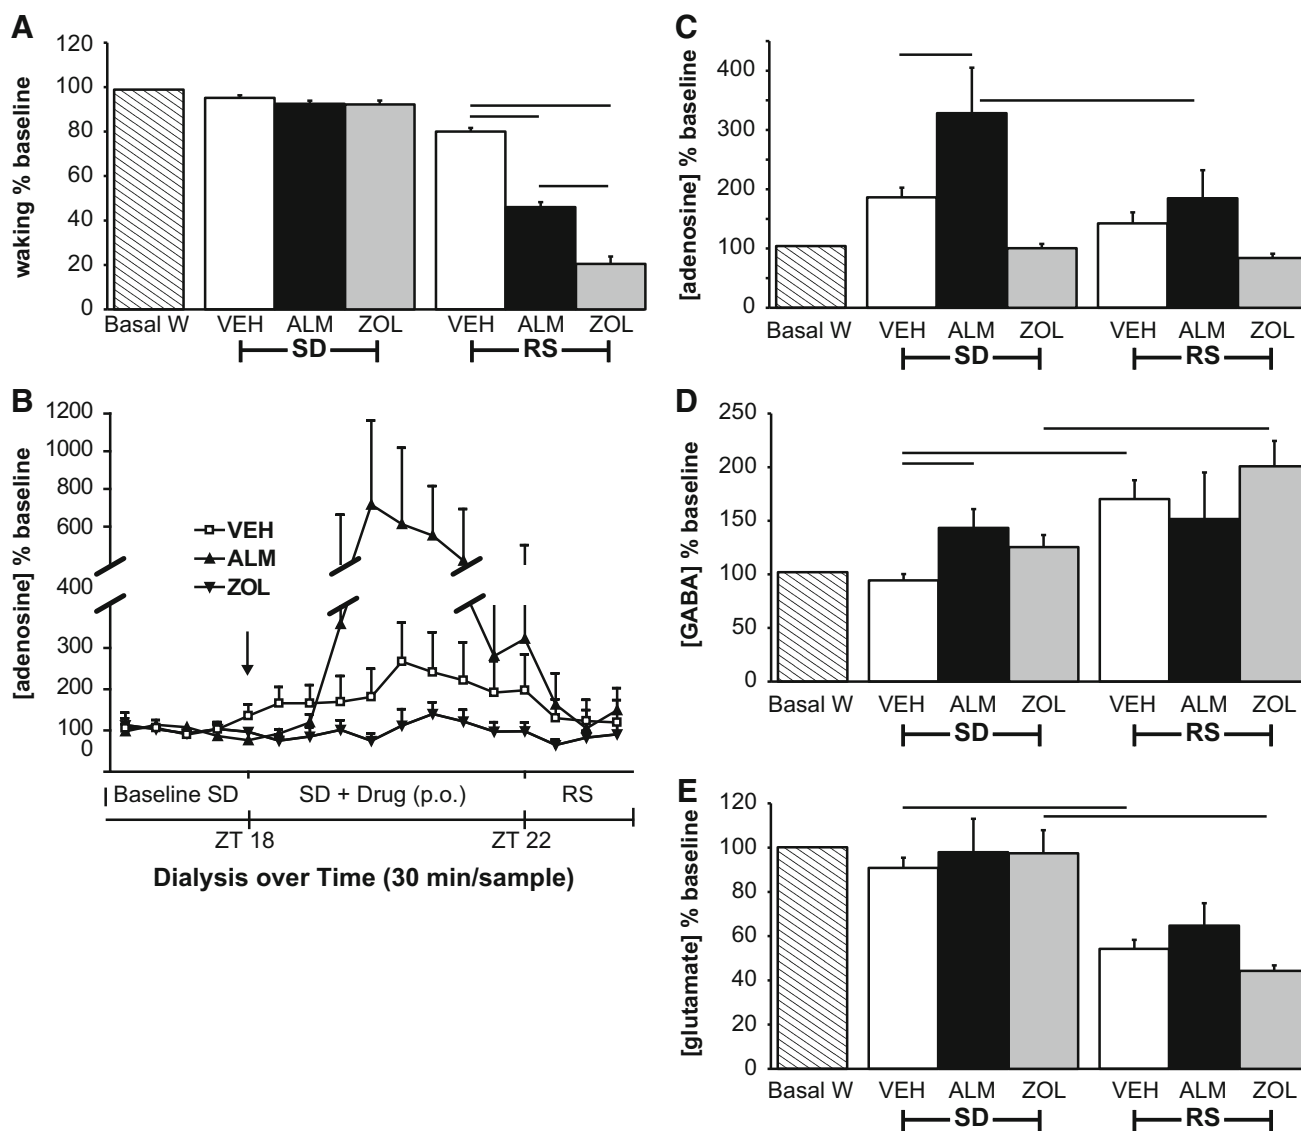 A
waking % baseline
120
100
80
60
40
20
0
Basal W VEH ALM ZOL VEH ALM ZOL
SD RS
B
[adenosine] % baseline
1200
1000
800
600
400
300
200
100
0
VEH
ALM
ZOL
Baseline SD SD + Drug (p.o.) RS
ZT 18 ZT 22
Dialysis over Time (30 min/sample)
C
[adenosine] % baseline
400
300
200
100
0
Basal W VEH ALM ZOL VEH ALM ZOL
SD RS
D
[GABA] % baseline
250
200
150
100
50
0
Basal W VEH ALM ZOL VEH ALM ZOL
SD RS
E
[glutamate] % baseline
120
100
80
60
40
20
0
Basal W VEH ALM ZOL VEH ALM ZOL
SD RS